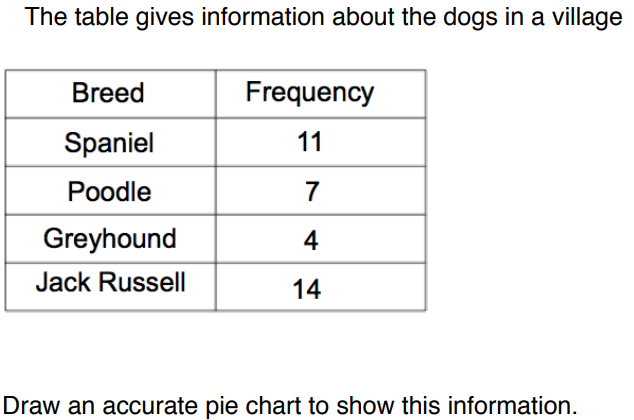 The table gives information about the dogs in a village
Breed Frequency
Spaniel 11
Poodle 7
Greyhound 4
Jack Russell 14
Draw an accurate pie chart to show this information.